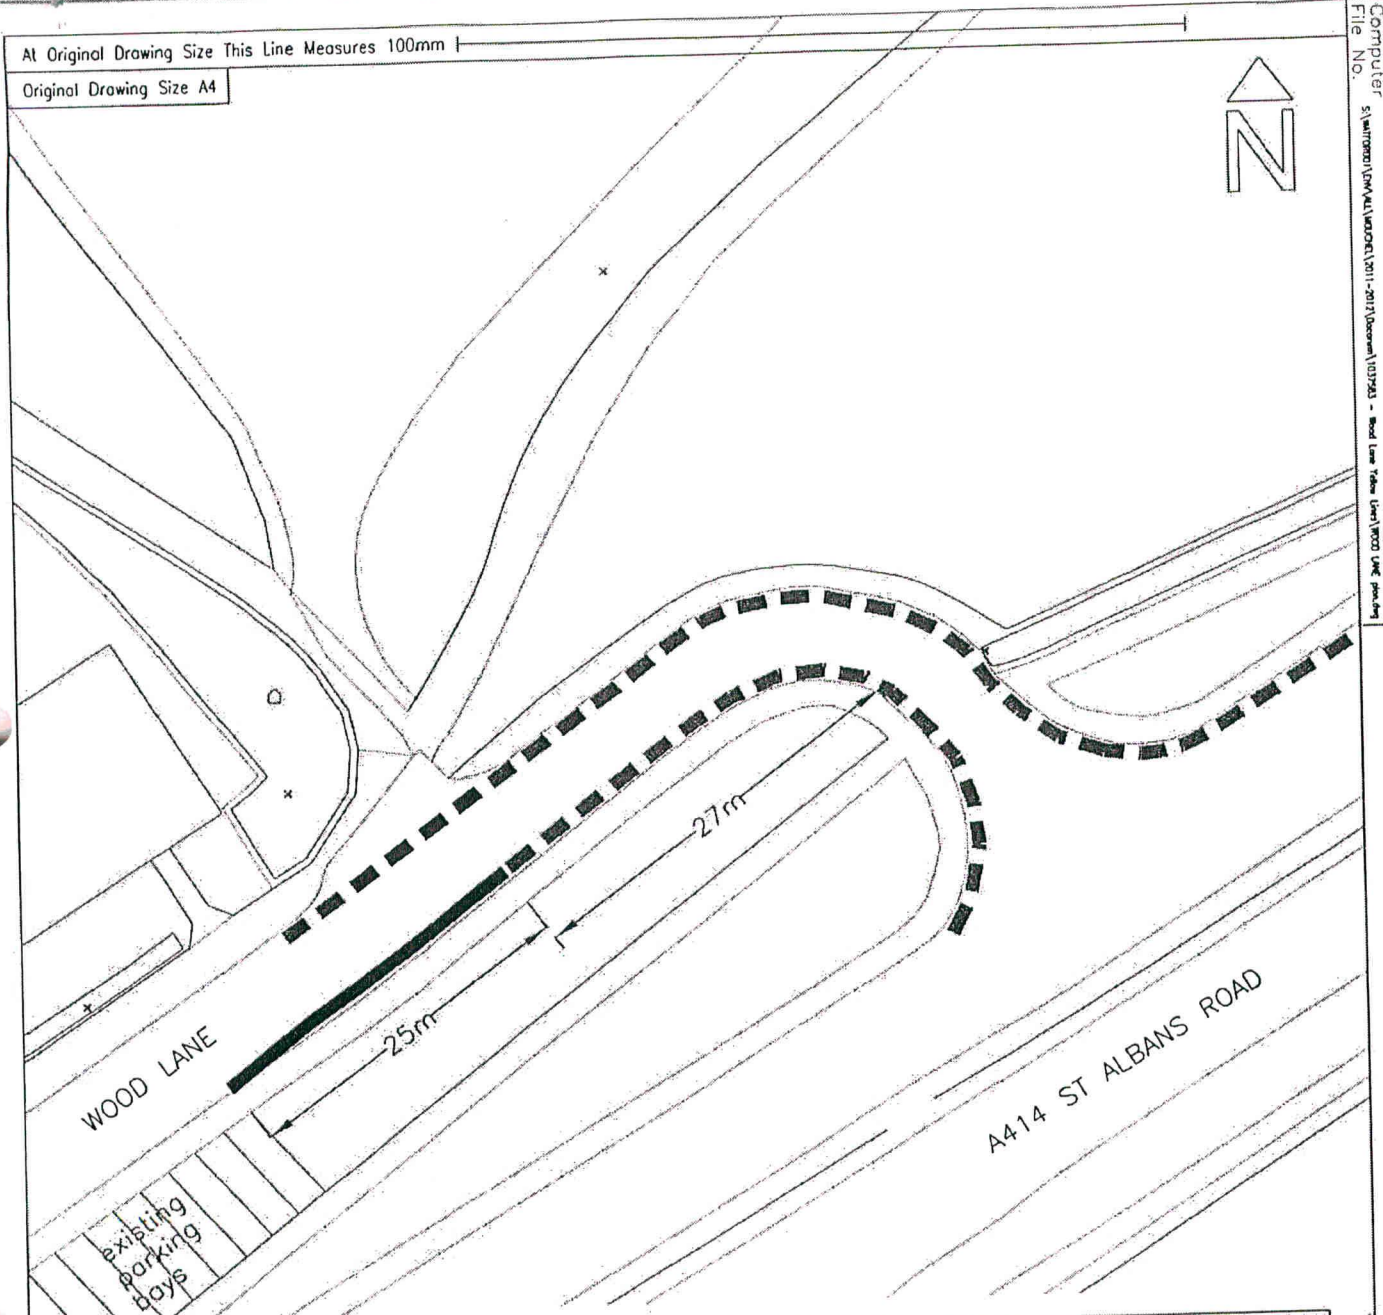 At Original Drawing Size This Line Measures 100mm
Original Drawing Size A4
Computer
File No.
N
27m
25m
WOOD LANE
A414 ST ALBANS ROAD
existing
parking
bays